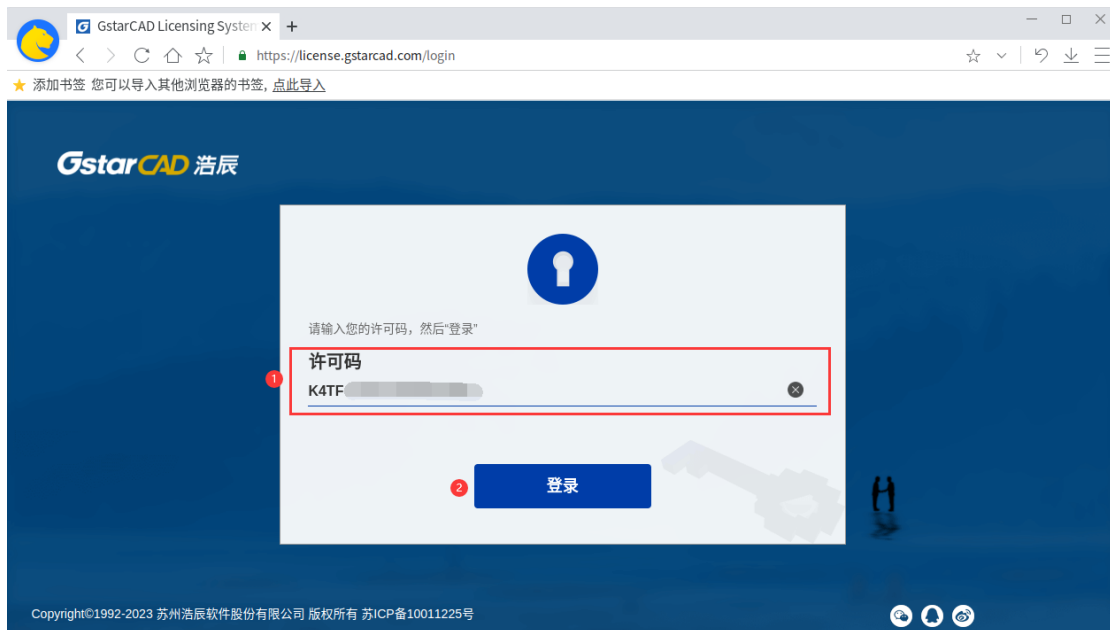 GstarCAD Licensing System
https://license.gstarcad.com/login
添加书签 您可以导入其他浏览器的书签, 点此导入
GstarCAD 浩辰
请输入您的许可码，然后“登录”
许可码
1
K4TF
2
登录
Copyright©1992-2023 苏州浩辰软件股份有限公司 版权所有 苏ICP备10011225号